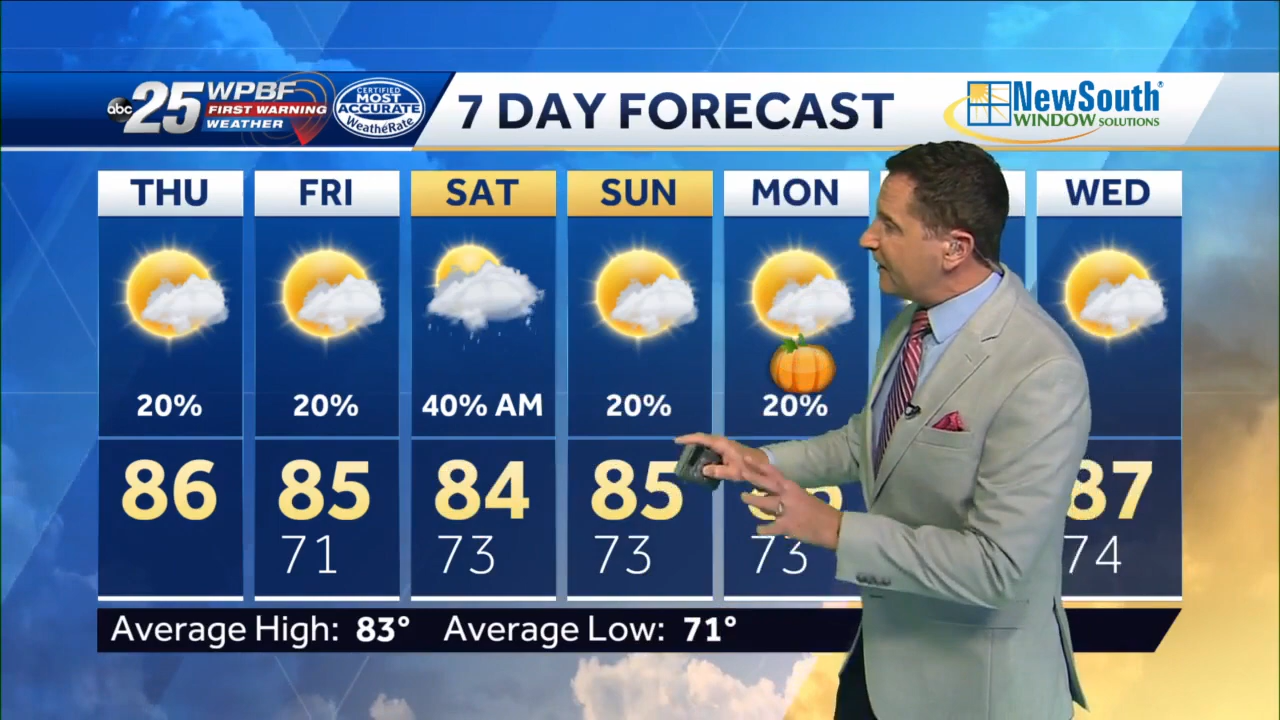 abc 25 WPBF
FIRST WARNING
WEATHER
CERTIFIED
MOST
ACCURATE
WeatheRate
7 DAY FORECAST
NewSouth®
WINDOW SOLUTIONS
THU FRI SAT SUN MON WED
20% 20% 40% AM 20% 20%
86 85 84 85 87
71 73 73 73 74
Average High: 83° Average Low: 71°